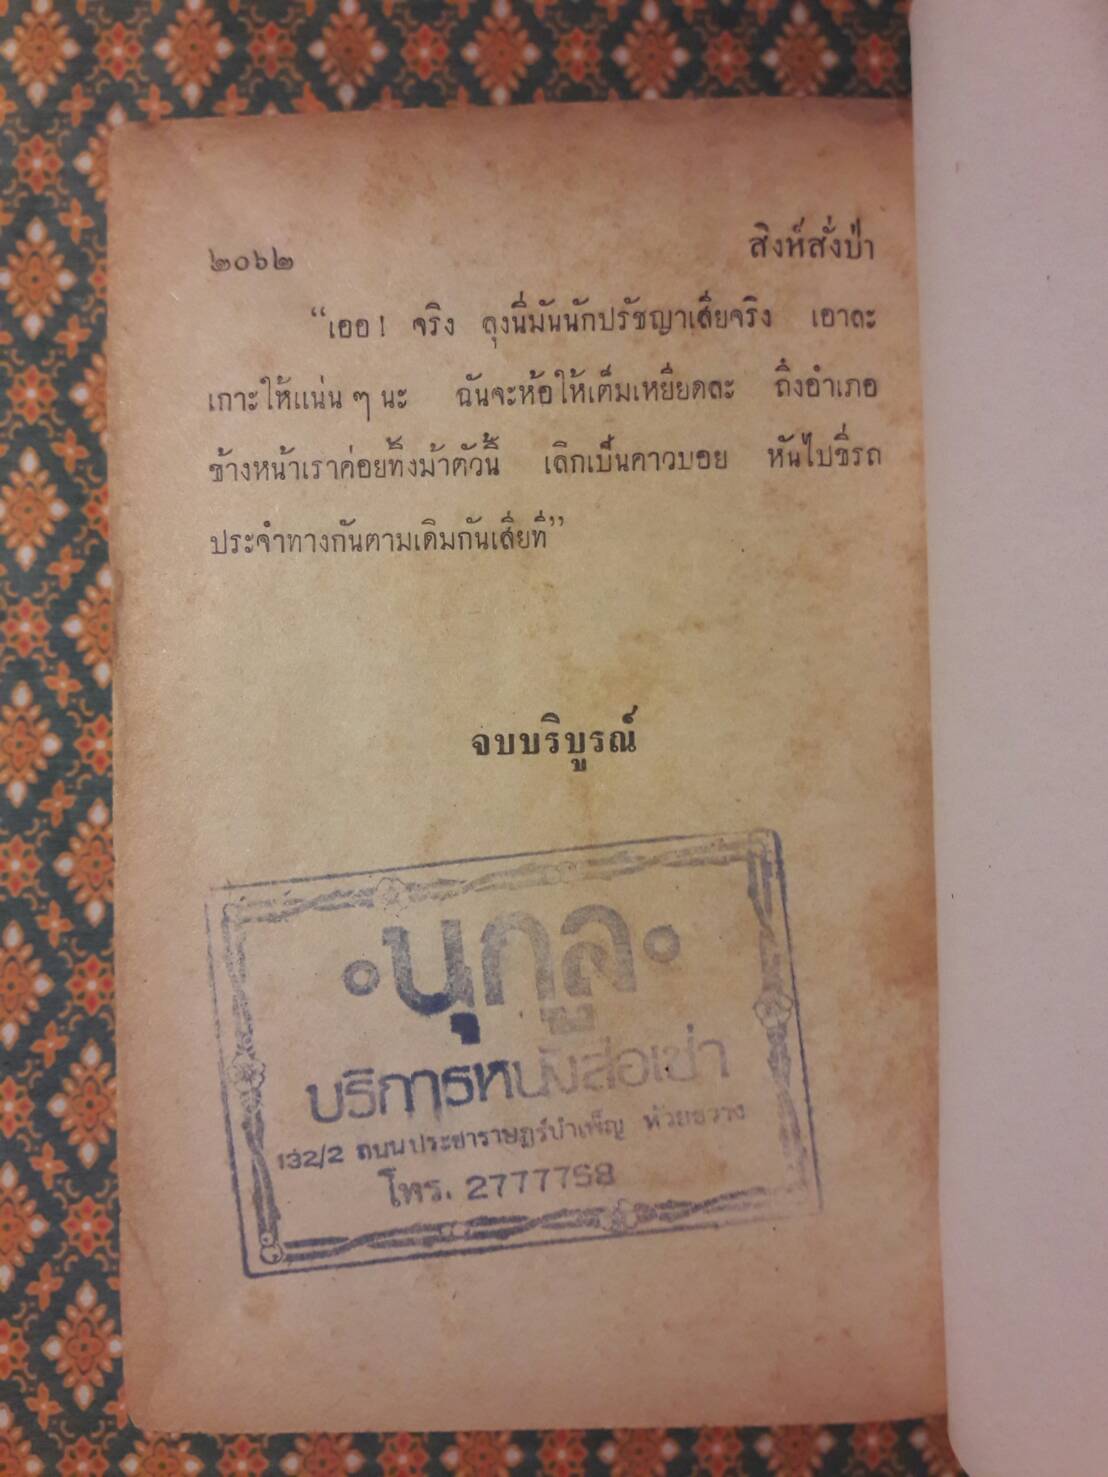 ๒๐๖๒ สิงห์สั่งป่า
“เออ! จริง ลุงนี่มันนักปรัชญาเสียจริง เอาละ
เกาะให้แน่น ๆ นะ ฉันจะห้อให้เต็มเหยียดละ ถึงอำเภอ
ข้างหน้าเราค่อยทิ้งม้าตัวนี้ เลิกเป็นคาวบอย หันไปขี่รถ
ประจำทางกันตามเดิมกันเสียที”
จบบริบูรณ์
นุกูล
บริการหนังสือเช่า
132/2 ถนนประชาราษฎร์บำเพ็ญ ห้วยขวาง
โทร. 2777758